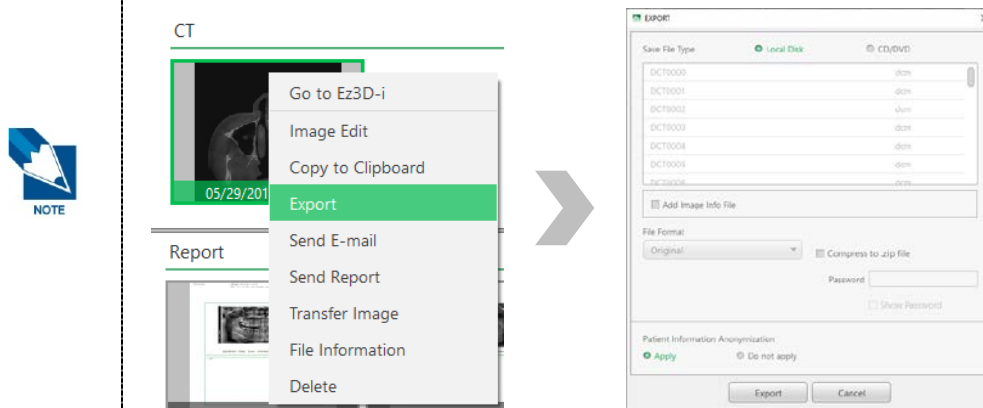 NOTE
CT
05/29/201
Go to Ez3D-i
Image Edit
Copy to Clipboard
Export
Send E-mail
Send Report
Transfer Image
File Information
Delete
Report
EXPORT
Save File Type Local Disk CD/DVD
DCT0000 dcm
DCT0001 dcm
DCT0002 dcm
DCT0003 dcm
DCT0004 dcm
DCT0005 dcm
DCT0006 dcm
Add Image Info File
File Format
Original Compress to .zip file
Password
Show Password
Patient Information Anonymization
Apply Do not apply
Export Cancel